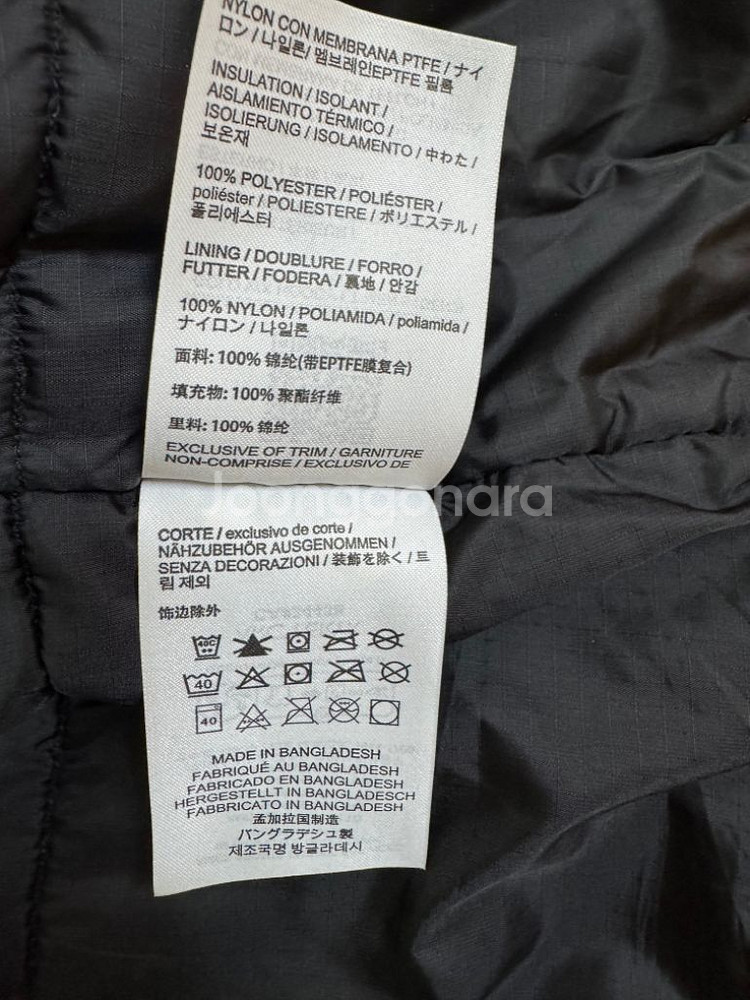 NYLON CON MEMBRANA PTFE / ナイ
ロン / 나일론/ 멤브레인EPTFE 필름
INSULATION / ISOLANT /
AISLAMIENTO TÉRMICO /
ISOLIERUNG / ISOLAMENTO / 中わた /
보온재
100% POLYESTER / POLIÉSTER /
poliéster / POLIESTERE / ポリエステル /
폴리에스터
LINING / DOUBLURE / FORRO /
FUTTER / FODERA / 裏地 / 안감
100% NYLON / POLIAMIDA / poliamida /
ナイロン / 나일론
面料: 100% 锦纶(带EPTFE膜复合)
填充物: 100% 聚酯纤维
里料: 100% 锦纶
EXCLUSIVE OF TRIM / GARNITURE
NON-COMPRISE / EXCLUSIVO DE
Joonggonara
CORTE / exclusivo de corte /
NÄHZUBEHÖR AUSGENOMMEN /
SENZA DECORAZIONI / 装飾を除く / 트
림 제외
饰边除外
40C
40
40
MADE IN BANGLADESH
FABRIQUÉ AU BANGLADESH
FABRICADO EN BANGLADESH
HERGESTELLT IN BANGLADESCH
FABBRICATO IN BANGLADESH
孟加拉国制造
バングラデシュ製
제조국명 방글라데시